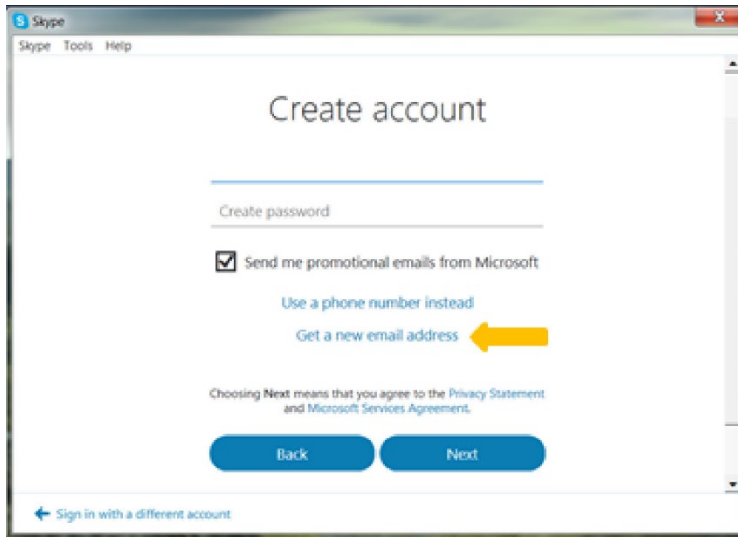 Skype
Skype Tools Help
Create account
Create password
Send me promotional emails from Microsoft
Use a phone number instead
Get a new email address
Choosing Next means that you agree to the Privacy Statement
and Microsoft Services Agreement.
Back Next
Sign in with a different account